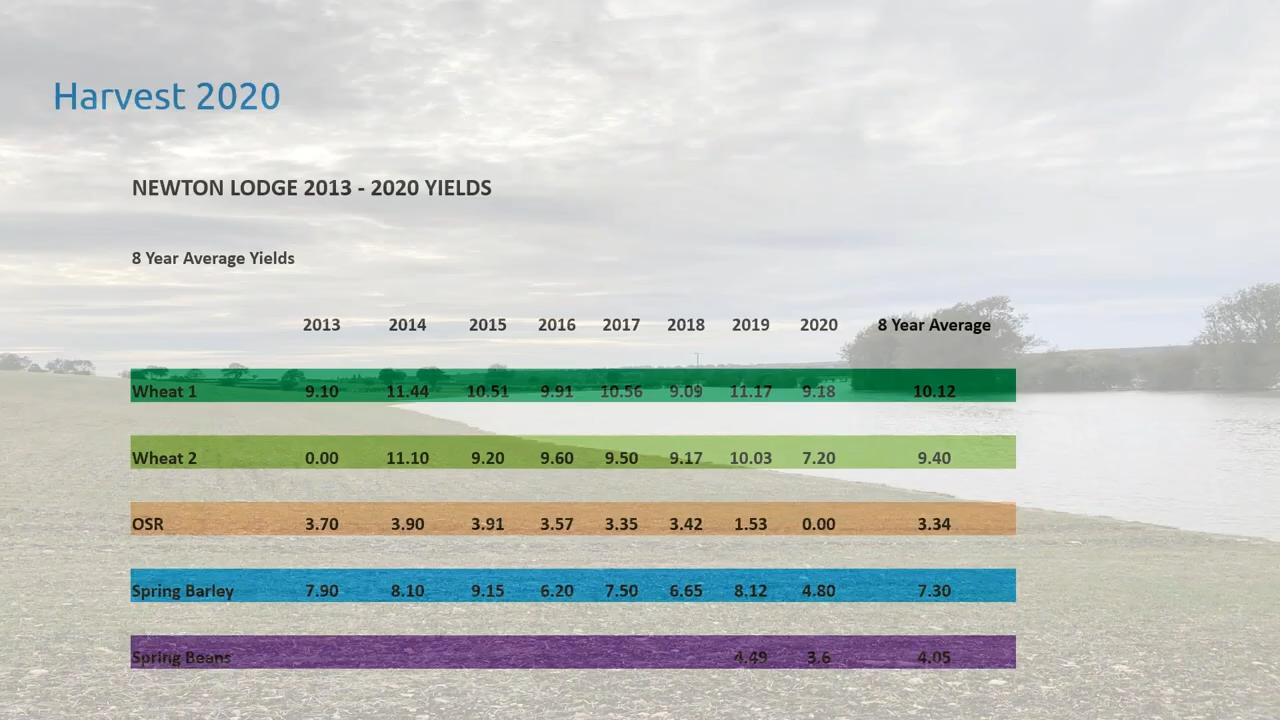 Harvest 2020
NEWTON LODGE 2013 - 2020 YIELDS
8 Year Average Yields
2013 2014 2015 2016 2017 2018 2019 2020 8 Year Average
Wheat 1 9.10 11.44 10.51 9.91 10.56 9.09 11.17 9.18 10.12
Wheat 2 0.00 11.10 9.20 9.60 9.50 9.17 10.03 7.20 9.40
OSR 3.70 3.90 3.91 3.57 3.35 3.42 1.53 0.00 3.34
Spring Barley 7.90 8.10 9.15 6.20 7.50 6.65 8.12 4.80 7.30
Spring Beans 4.49 3.6 4.05